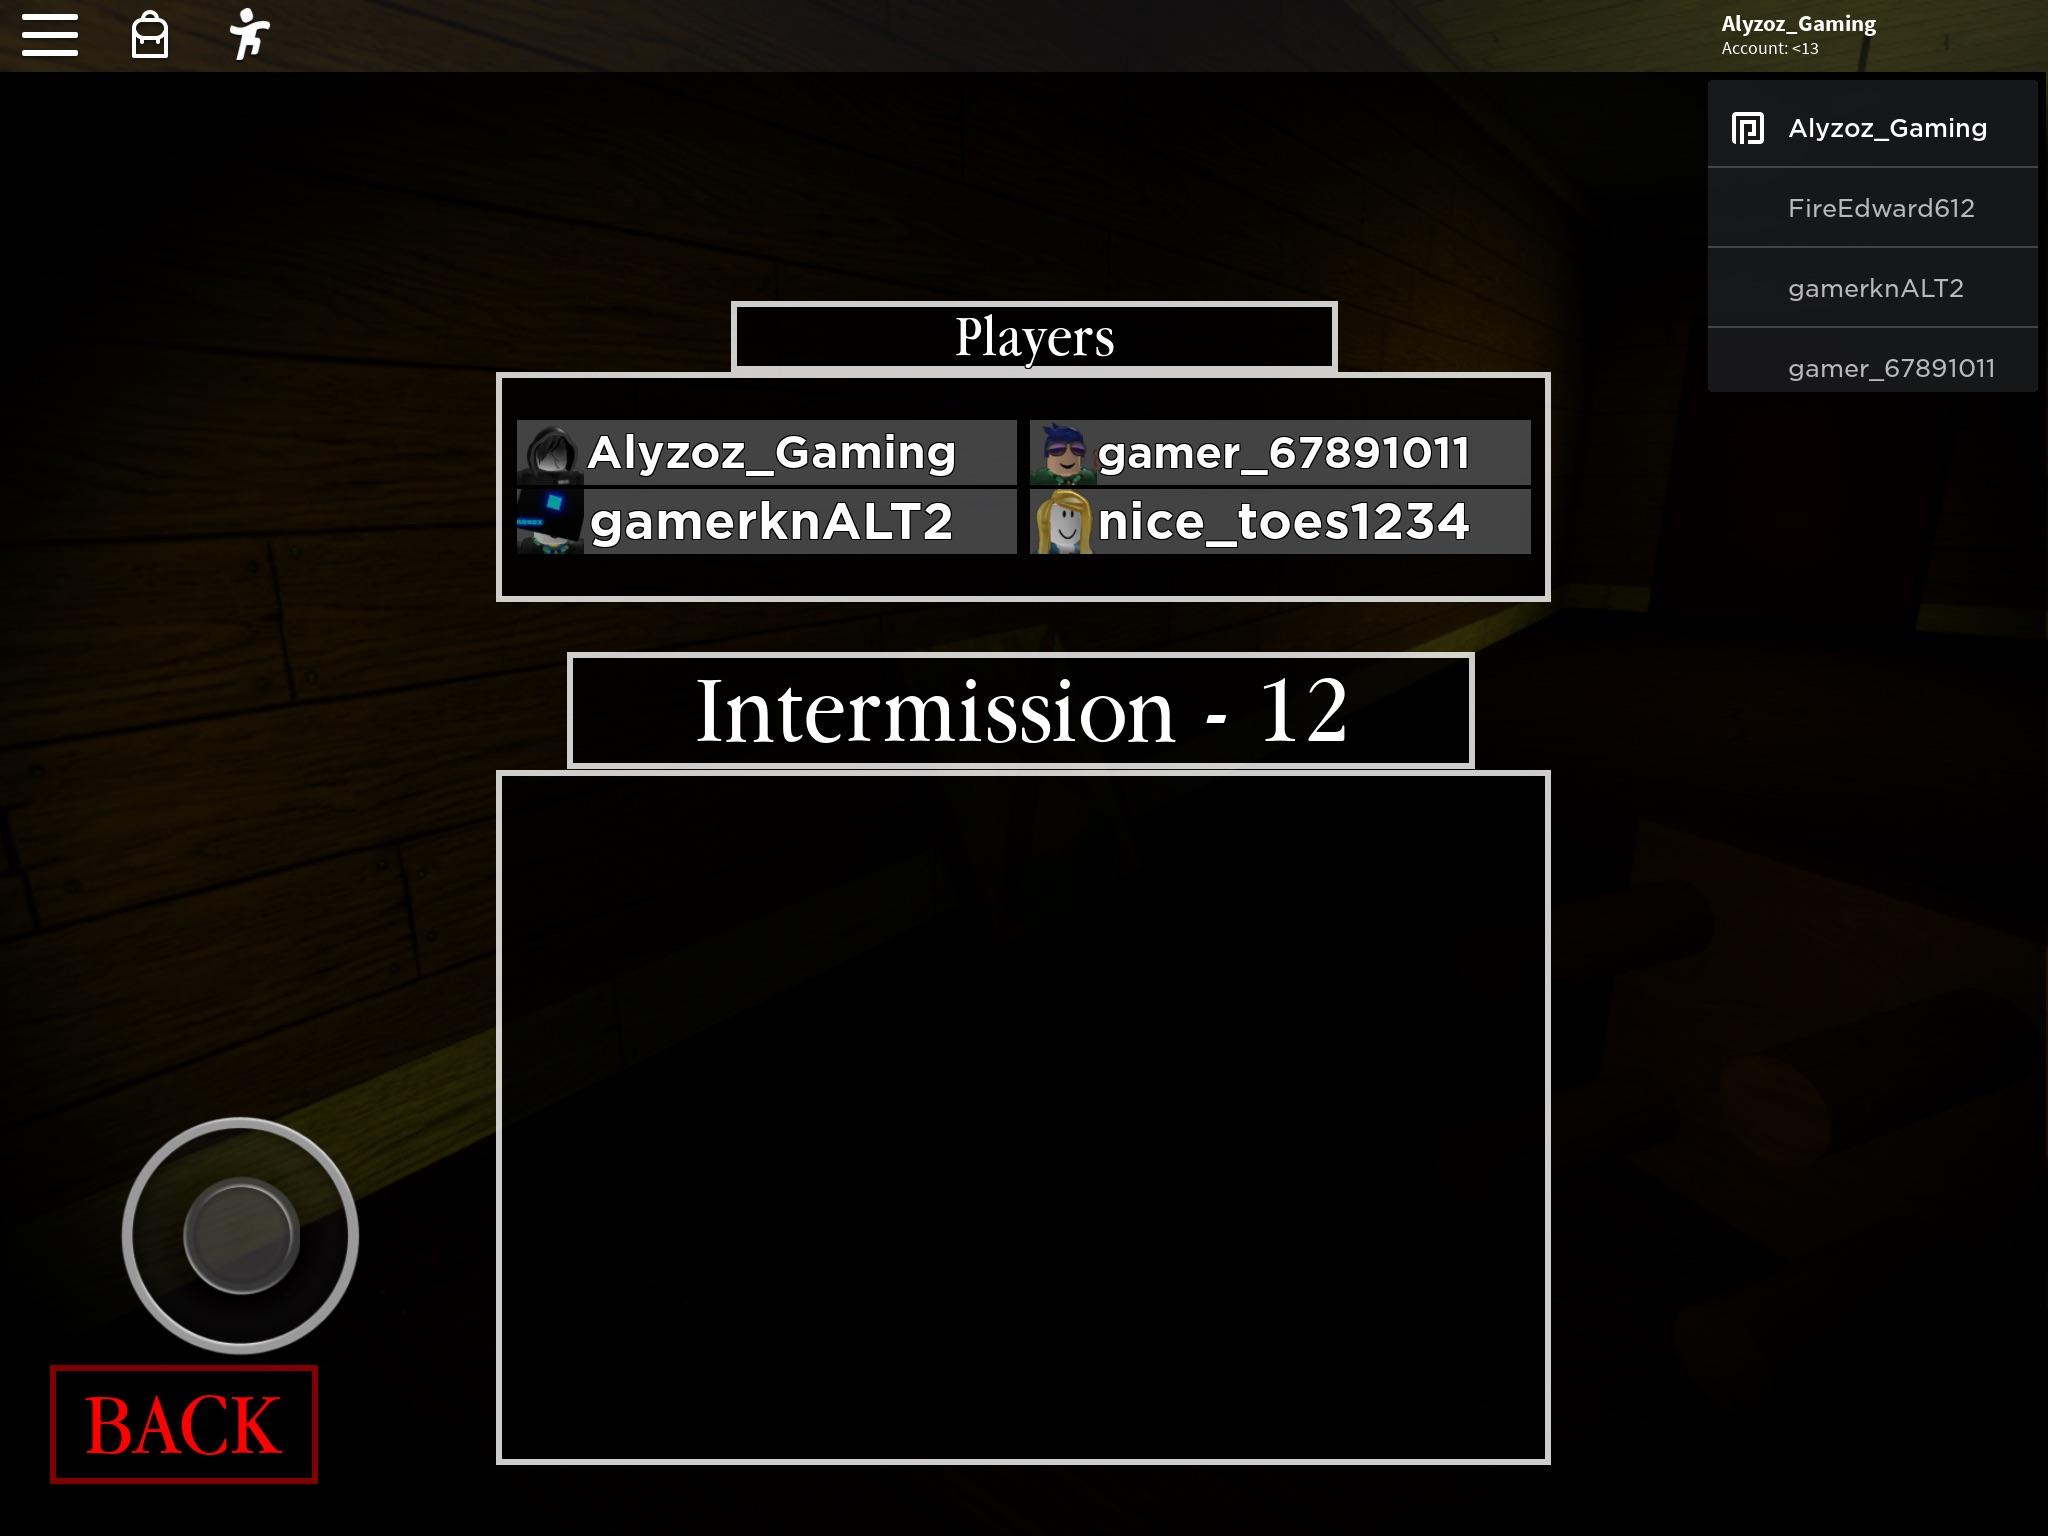 Alyzoz_Gaming
Account: <13
Alyzoz_Gaming
FireEdward612
gamerknALT2
gamer_67891011
Players
Alyzoz_Gaming
gamer_67891011
gamerknALT2
nice_toes1234
Intermission - 12
BACK